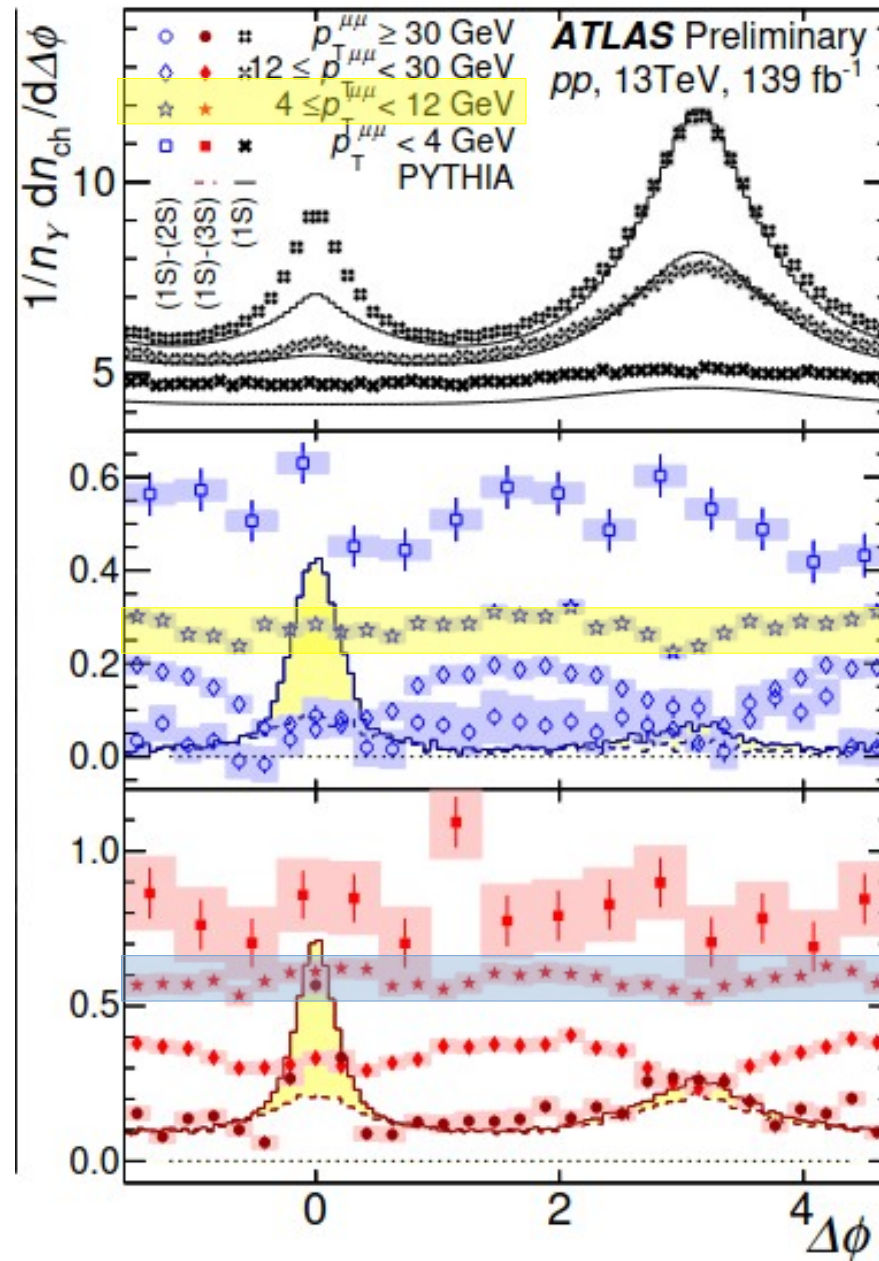 p_T^μμ ≥ 30 GeV
12 ≤ p_T^μμ < 30 GeV
4 ≤ p_T^μμ < 12 GeV
p_T^μμ < 4 GeV
PYTHIA
ATLAS Preliminary
pp, 13TeV, 139 fb⁻¹
(1S)-(2S)
(1S)-(3S)
(1S)
1/n_Υ dn_ch/dΔϕ
10
5
0.6
0.4
0.2
0.0
1.0
0.5
0.0
0 2 4
Δϕ